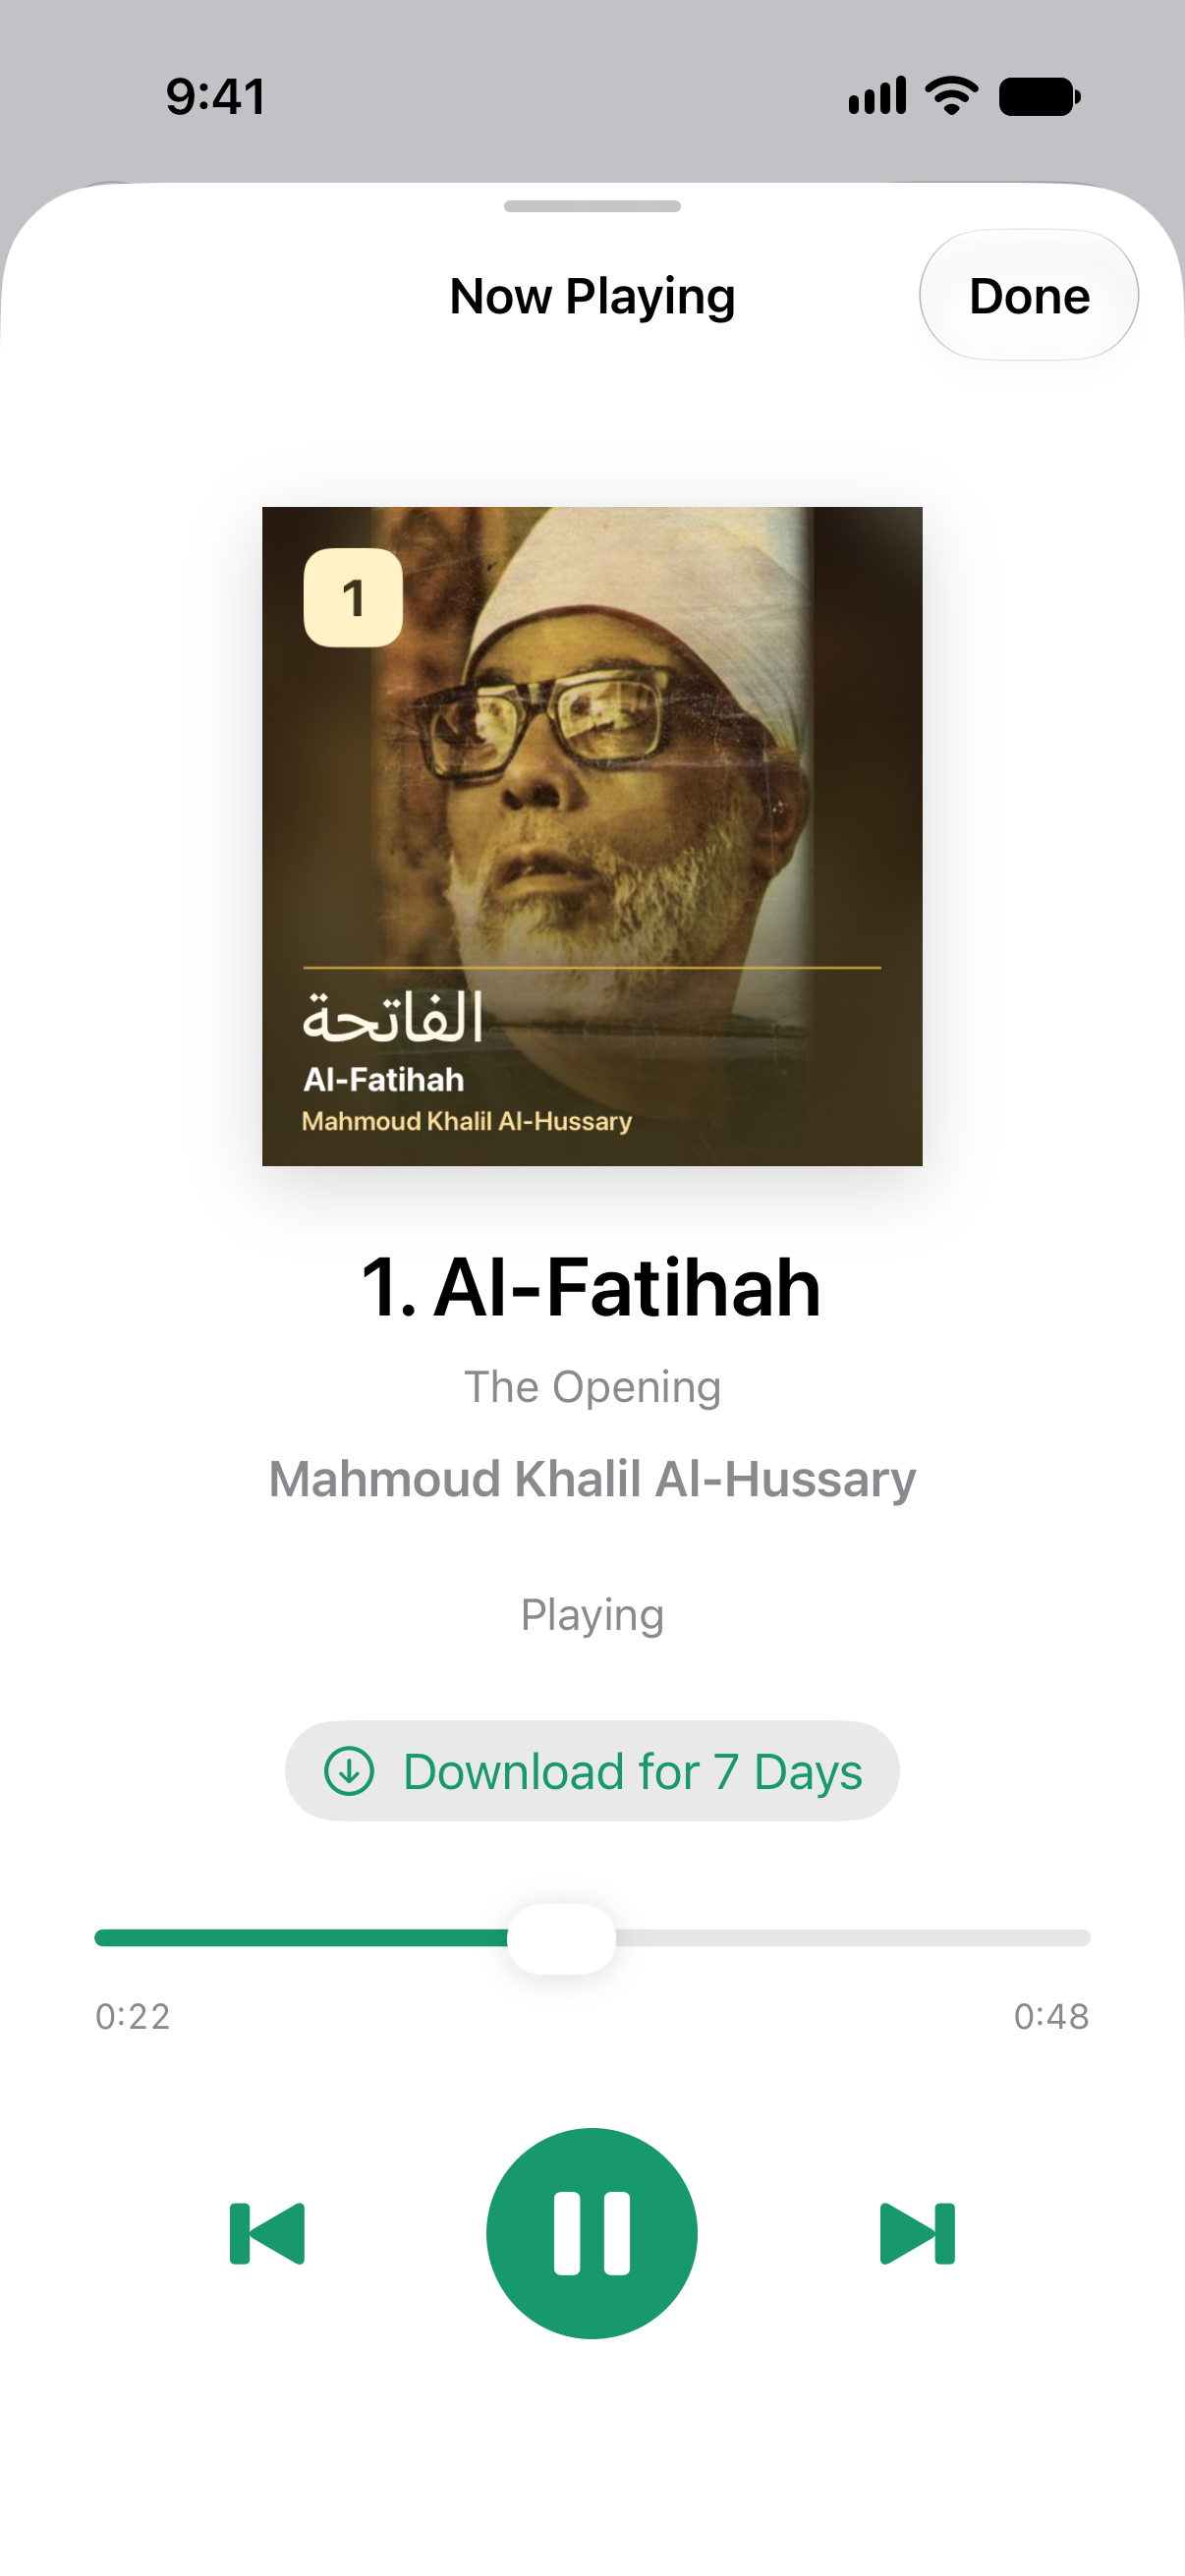 9:41
Now Playing
Done
1
الفاتحة
Al-Fatihah
Mahmoud Khalil Al-Hussary
1. Al-Fatihah
The Opening
Mahmoud Khalil Al-Hussary
Playing
Download for 7 Days
0:22
0:48